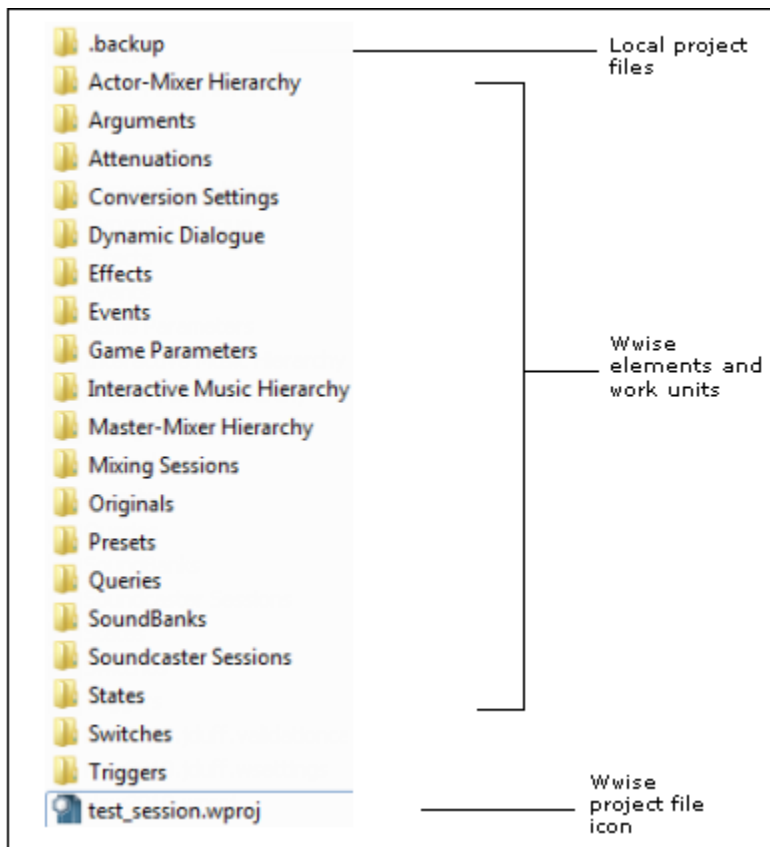 .backup
Local project
files
Actor-Mixer Hierarchy
Arguments
Attenuations
Conversion Settings
Dynamic Dialogue
Effects
Events
Game Parameters
Wwise
elements and
work units
Interactive Music Hierarchy
Master-Mixer Hierarchy
Mixing Sessions
Originals
Presets
Queries
SoundBanks
Soundcaster Sessions
States
Switches
Triggers
test_session.wproj
Wwise
project file
icon